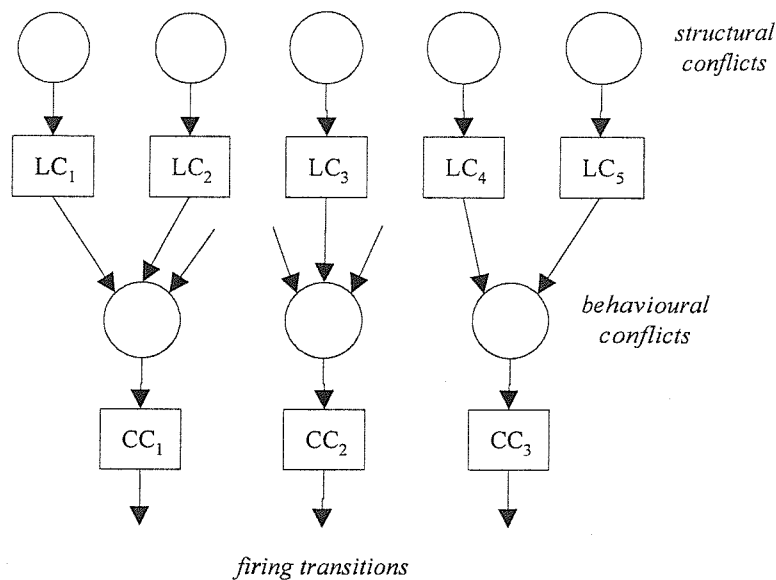 structural
conflicts
LC₁ LC₂ LC₃ LC₄ LC₅
behavioural
conflicts
CC₁ CC₂ CC₃
firing transitions